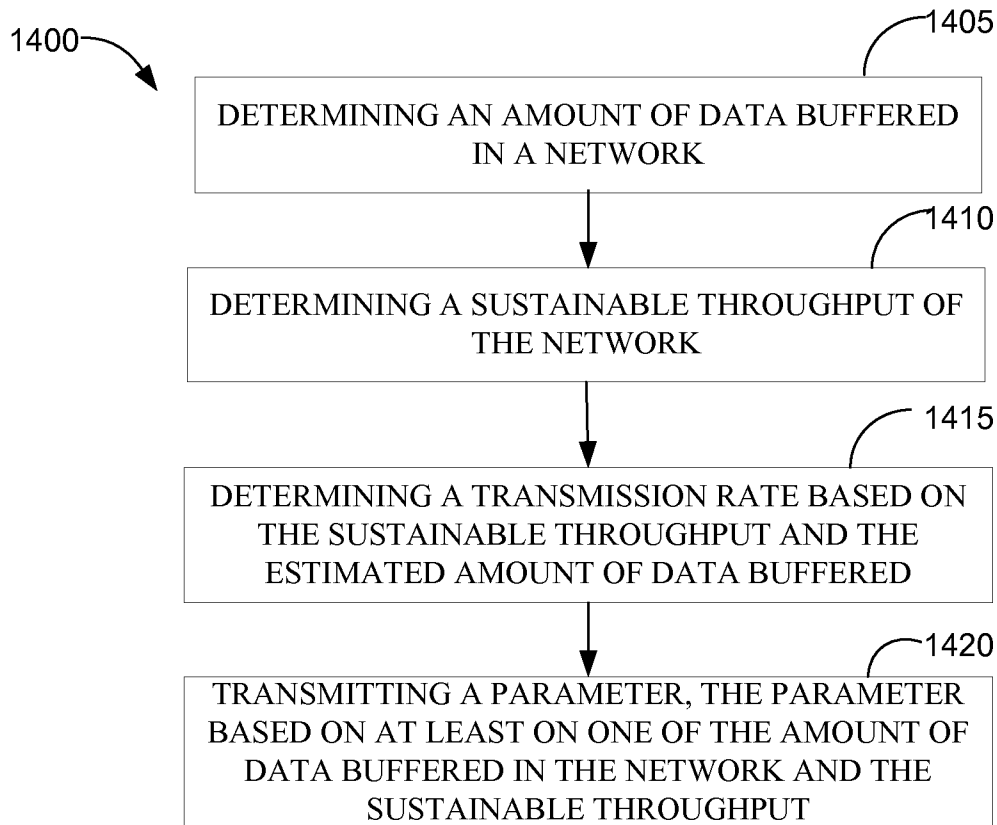 1400
1405
DETERMINING AN AMOUNT OF DATA BUFFERED
IN A NETWORK
1410
DETERMINING A SUSTAINABLE THROUGHPUT OF
THE NETWORK
1415
DETERMINING A TRANSMISSION RATE BASED ON
THE SUSTAINABLE THROUGHPUT AND THE
ESTIMATED AMOUNT OF DATA BUFFERED
1420
TRANSMITTING A PARAMETER, THE PARAMETER
BASED ON AT LEAST ON ONE OF THE AMOUNT OF
DATA BUFFERED IN THE NETWORK AND THE
SUSTAINABLE THROUGHPUT